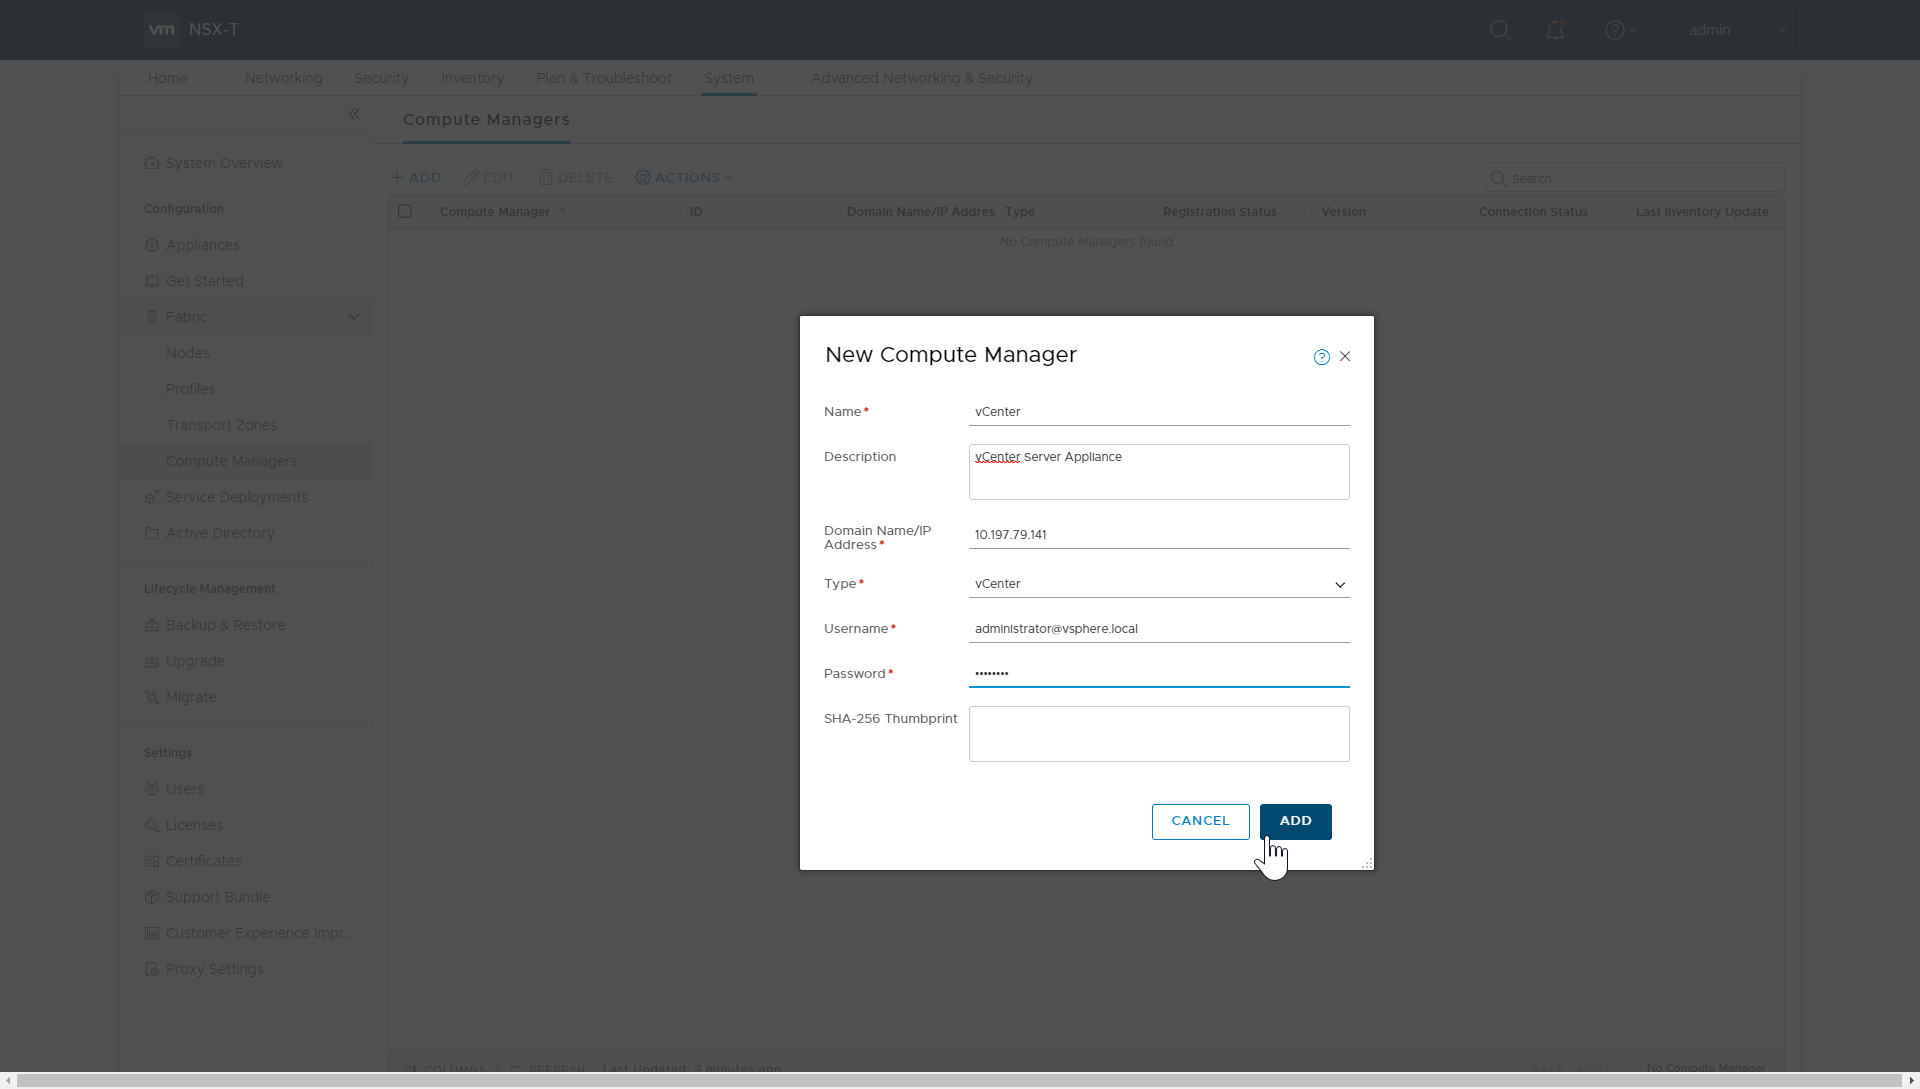 vm NSX-T
admin
Home Networking Security Inventory Plan & Troubleshoot System Advanced Networking & Security
Compute Managers
System Overview
Configuration
Appliances
Get Started
Fabric
Nodes
Profiles
Transport Zones
Compute Managers
Service Deployments
Active Directory
Lifecycle Management
Backup & Restore
Upgrade
Migrate
Settings
Users
Licenses
Certificates
Support Bundle
Customer Experience Impr...
Proxy Settings
ADD EDIT DELETE ACTIONS
Search
Compute Manager ID Domain Name/IP Addres Type Registration Status Version Connection Status Last Inventory Update
No Compute Managers found
New Compute Manager
Name* vCenter
Description vCenter Server Appliance
Domain Name/IP
Address* 10.197.79.141
Type* vCenter
Username* administrator@vsphere.local
Password* ••••••••
SHA-256 Thumbprint
CANCEL ADD
COLUMNS REFRESH Last Updated: 3 minutes ago BACK NEXT No Compute Manager